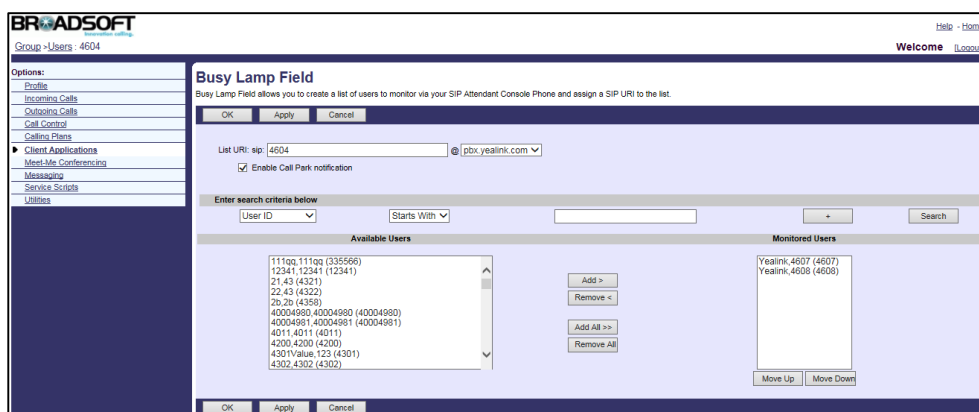 BROADSOFT
Innovation calling.
Help - Hom
Group >Users : 4604
Welcome [Logou
Options:
Profile
Incoming Calls
Outgoing Calls
Call Control
Calling Plans
Client Applications
Meet-Me Conferencing
Messaging
Service Scripts
Utilities
Busy Lamp Field
Busy Lamp Field allows you to create a list of users to monitor via your SIP Attendant Console Phone and assign a SIP URI to the list.
OK Apply Cancel
List URI: sip: 4604 @ pbx.yealink.com
Enable Call Park notification
Enter search criteria below
User ID Starts With + Search
Available Users Monitored Users
111qq,111qq (335566)
12341,12341 (12341)
21,43 (4321)
22,43 (4322)
2b,2b (4358)
40004980,40004980 (40004980)
40004981,40004981 (40004981)
4011,4011 (4011)
4200,4200 (4200)
4301Value,123 (4301)
4302,4302 (4302)
Add >
Remove <
Add All >>
Remove All
Yealink,4607 (4607)
Yealink,4608 (4608)
Move Up Move Down
OK Apply Cancel